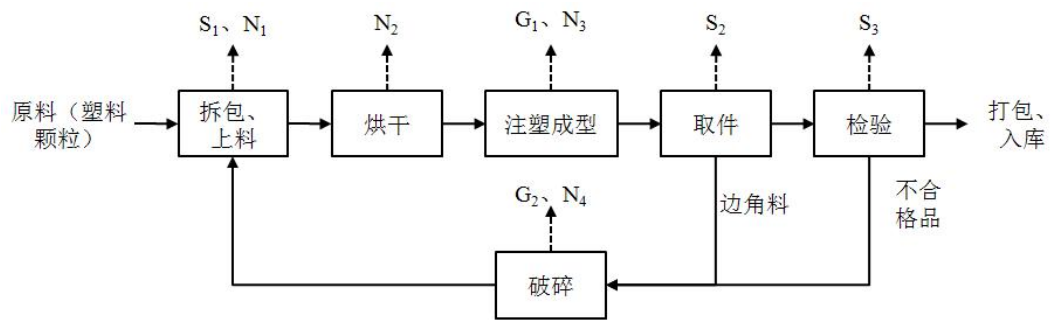 S₁、N₁
N₂
G₁、N₃
S₂
S₃
原料（塑料
颗粒）
拆包、
上料
烘干
注塑成型
取件
检验
打包、
入库
G₂、N₄
边角料
不合
格品
破碎